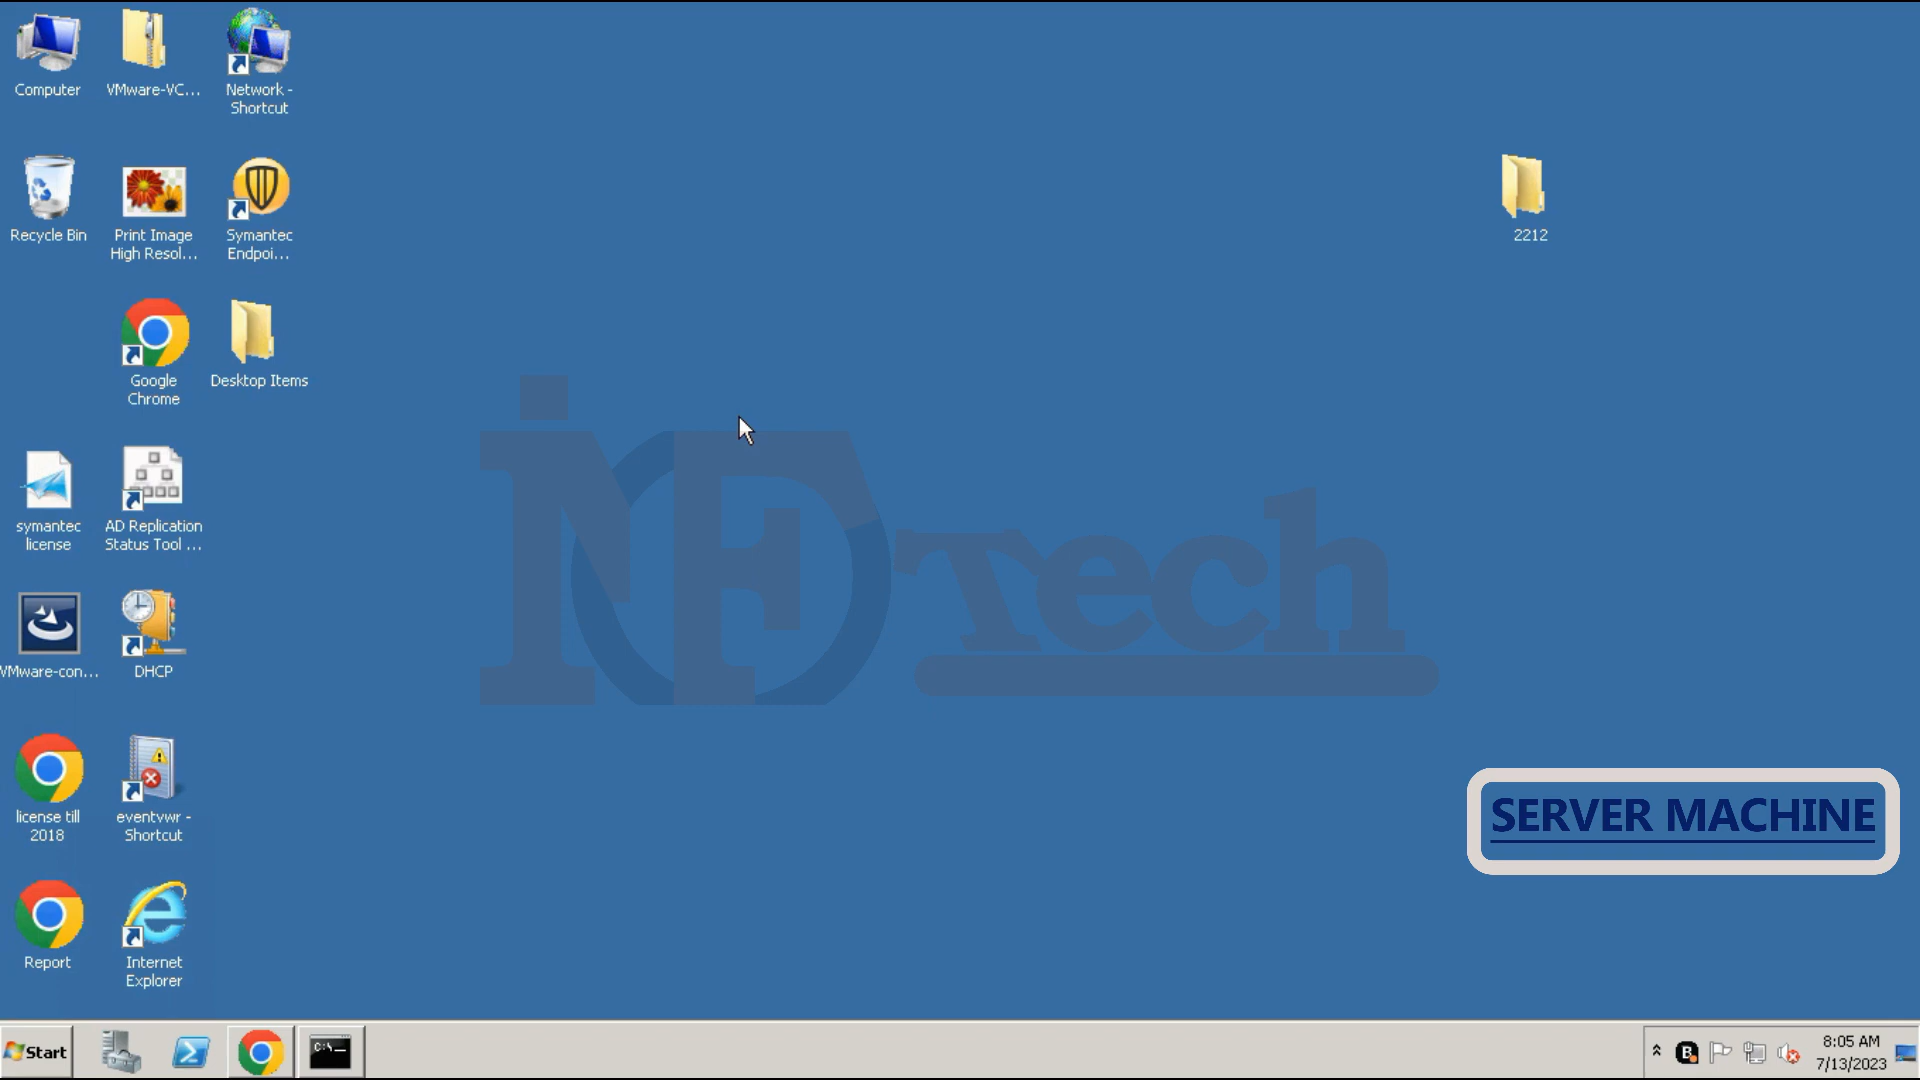 Computer
VMware-VC...
Network -
Shortcut
Recycle Bin
Print Image
High Resol...
Symantec
Endpoi...
2212
Google
Chrome
Desktop Items
symantec
license
AD Replication
Status Tool ...
iNFO Tech
VMware-con...
DHCP
license till
2018
eventvwr -
Shortcut
SERVER MACHINE
Report
Internet
Explorer
Start
C:\
B
8:05 AM
7/13/2023